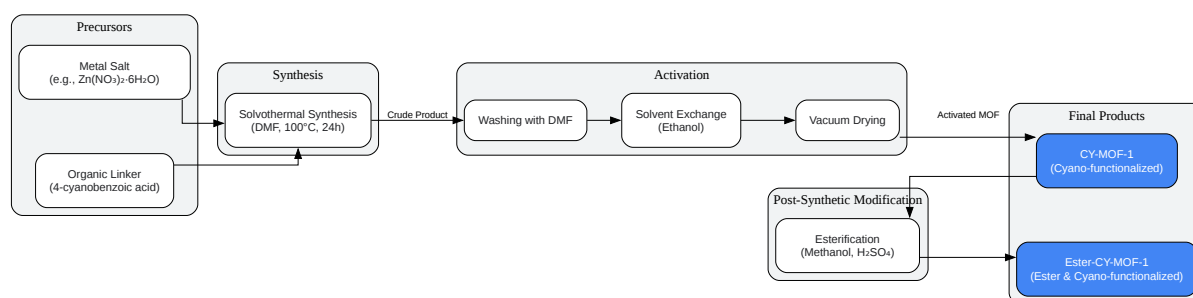 Precursors
Metal Salt
(e.g., Zn(NO₃)₂·6H₂O)
Organic Linker
(4-cyanobenzoic acid)
Synthesis
Solvothermal Synthesis
(DMF, 100°C, 24h)
Crude Product
Activation
Washing with DMF
Solvent Exchange
(Ethanol)
Vacuum Drying
Activated MOF
Final Products
CY-MOF-1
(Cyano-functionalized)
Post-Synthetic Modification
Esterification
(Methanol, H₂SO₄)
Ester-CY-MOF-1
(Ester & Cyano-functionalized)